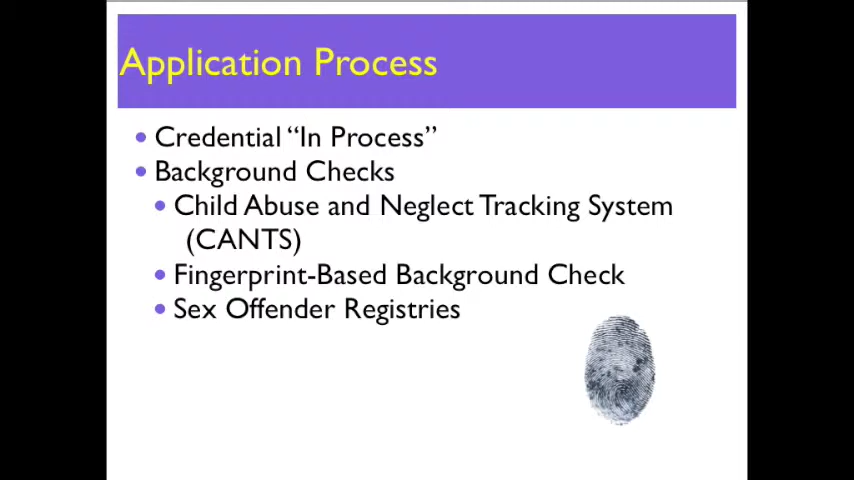 Application Process
• Credential “In Process”
• Background Checks
• Child Abuse and Neglect Tracking System
(CANTS)
• Fingerprint-Based Background Check
• Sex Offender Registries